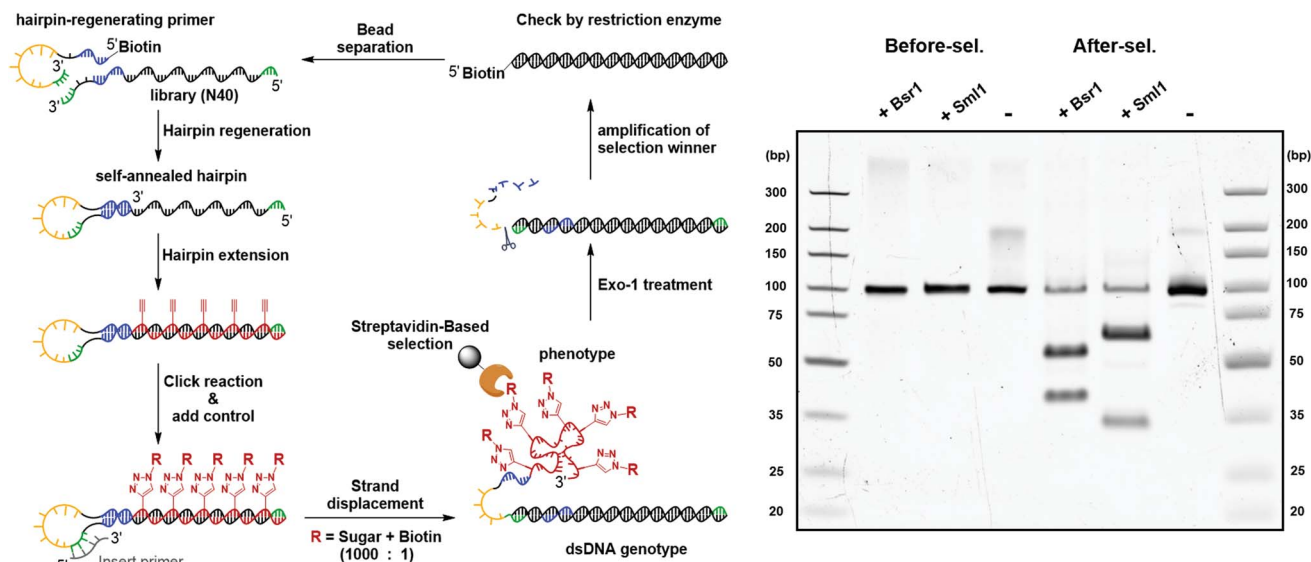 hairpin-regenerating primer
5'
Biotin
3'
3'
library (N40)
5'
Hairpin regeneration
self-annealed hairpin
3'
5'
Hairpin extension
Click reaction
&
add control
R R R R R
N N N N N
3'
5'
Insert primer
Strand
displacement
R = Sugar + Biotin
(1000 : 1)
Bead
separation
Check by restriction enzyme
5' Biotin
amplification of
selection winner
Exo-1 treatment
Streptavidin-Based
selection
phenotype
R R R R R
3'
dsDNA genotype
Before-sel. After-sel.
+ Bsr1 + Sml1 - + Bsr1 + Sml1 -
(bp) (bp)
300 300
200 200
150 150
100 100
75 75
50 50
35 35
25 25
20 20